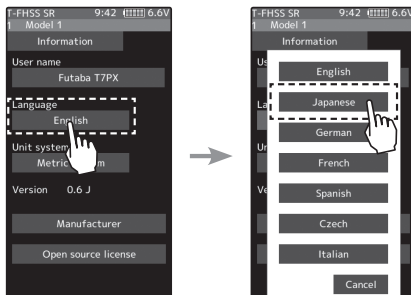 T-FHSS SR 9:42 6.6V
1 Model 1
Information
User name
Futaba T7PX
Language
English
Unit system
Metric
Version 0.6 J
Manufacturer
Open source license
T-FHSS SR 9:42 6.6V
1 Model 1
Information
English
Japanese
German
French
Spanish
Czech
Italian
Cancel